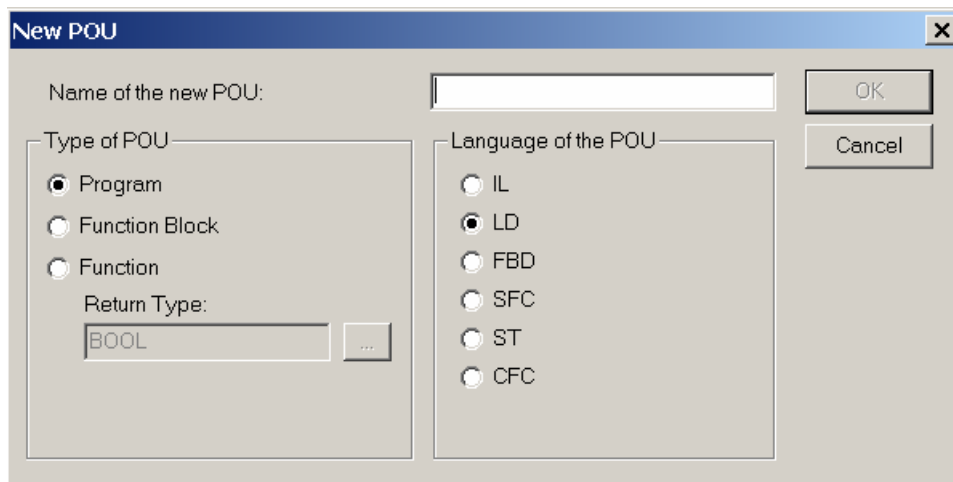 New POU
Name of the new POU:
OK
Cancel
Type of POU
Program
Function Block
Function
Return Type:
BOOL
...
Language of the POU
IL
LD
FBD
SFC
ST
CFC